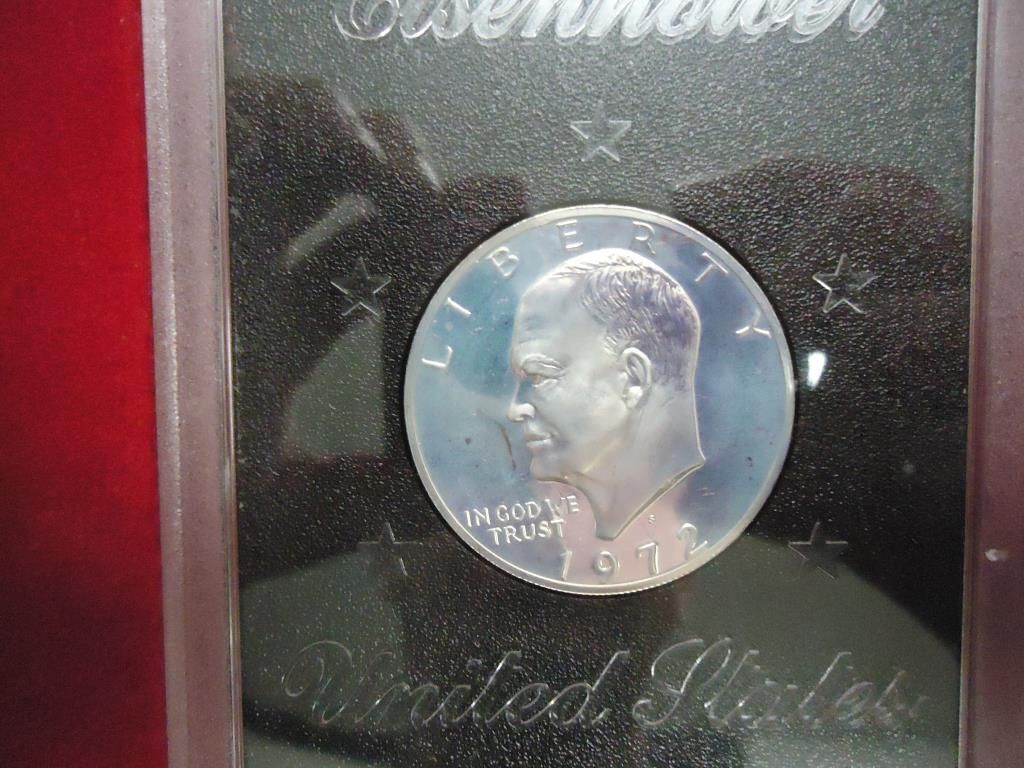 Eisenhower
LIBERTY
IN GOD WE
TRUST
S
1972
United States